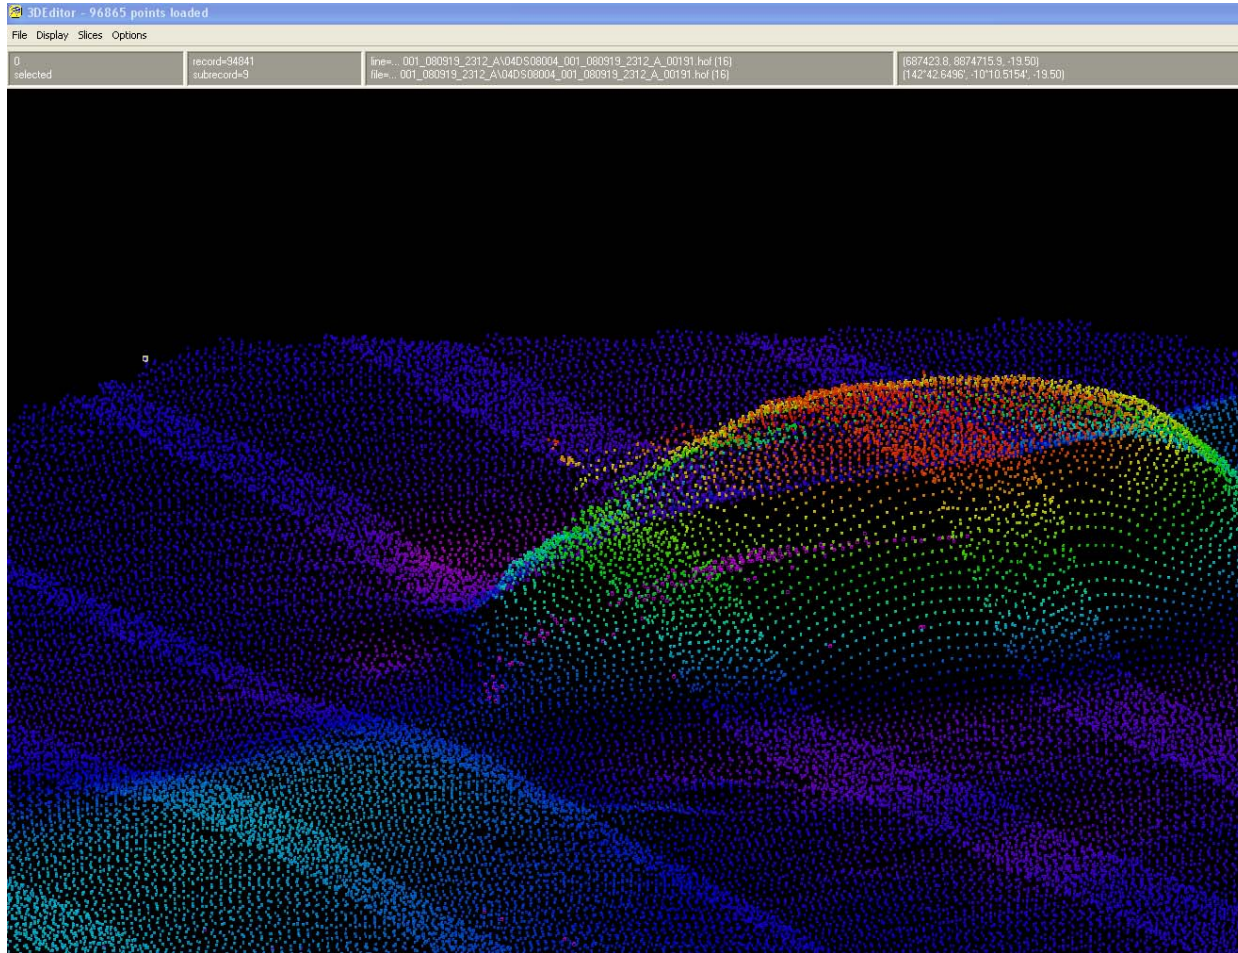 3DEditor - 96865 points loaded
File Display Slices Options
0
selected
record=94841
subrecord=9
line=... 001_080919_2312_A\04DS08004_001_080919_2312_A_00191.hof (16)
file=... 001_080919_2312_A\04DS08004_001_080919_2312_A_00191.hof (16)
(687423.8, 8874715.9, -19.50)
(142°42.6496', -10°10.5154', -19.50)